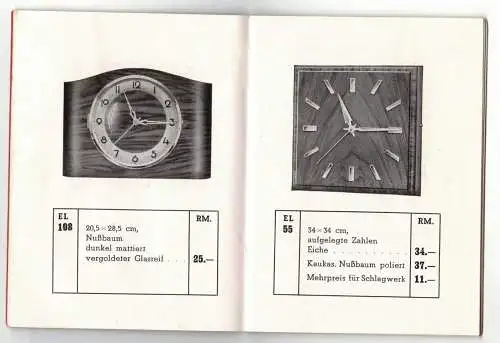 EL
108
RM.
20,5×28,5 cm,
Nußbaum
dunkel mattiert
vergoldeter Glasreif . . . 25.—
EL
55
RM.
34×34 cm,
aufgelegte Zahlen
Eiche . . . . . . . . . . 34.—
Kaukas. Nußbaum poliert 37.—
Mehrpreis für Schlagwerk 11.—